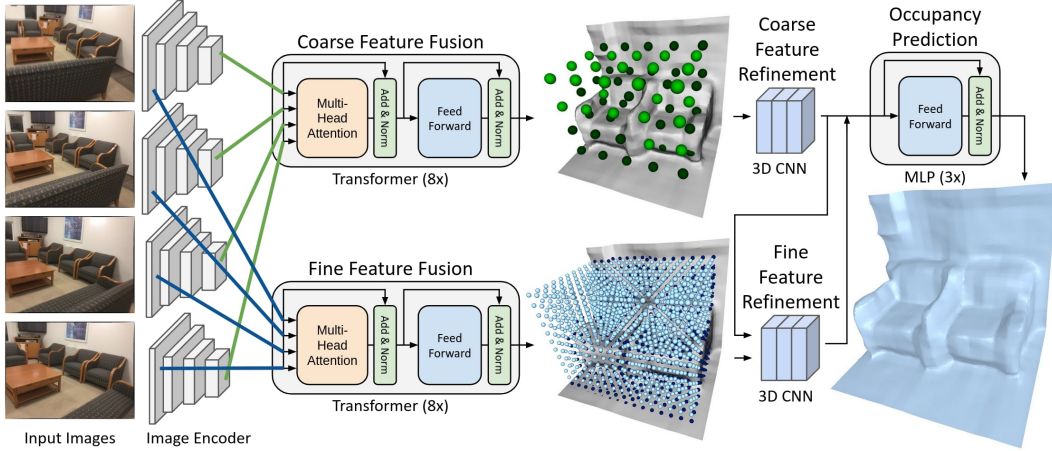 Coarse Feature Fusion
Multi-
Head
Attention
Add & Norm
Feed
Forward
Add & Norm
Transformer (8x)
Coarse
Feature
Refinement
3D CNN
Occupancy
Prediction
Feed
Forward
Add & Norm
MLP (3x)
Fine Feature Fusion
Multi-
Head
Attention
Add & Norm
Feed
Forward
Add & Norm
Transformer (8x)
Fine
Feature
Refinement
3D CNN
Input Images
Image Encoder